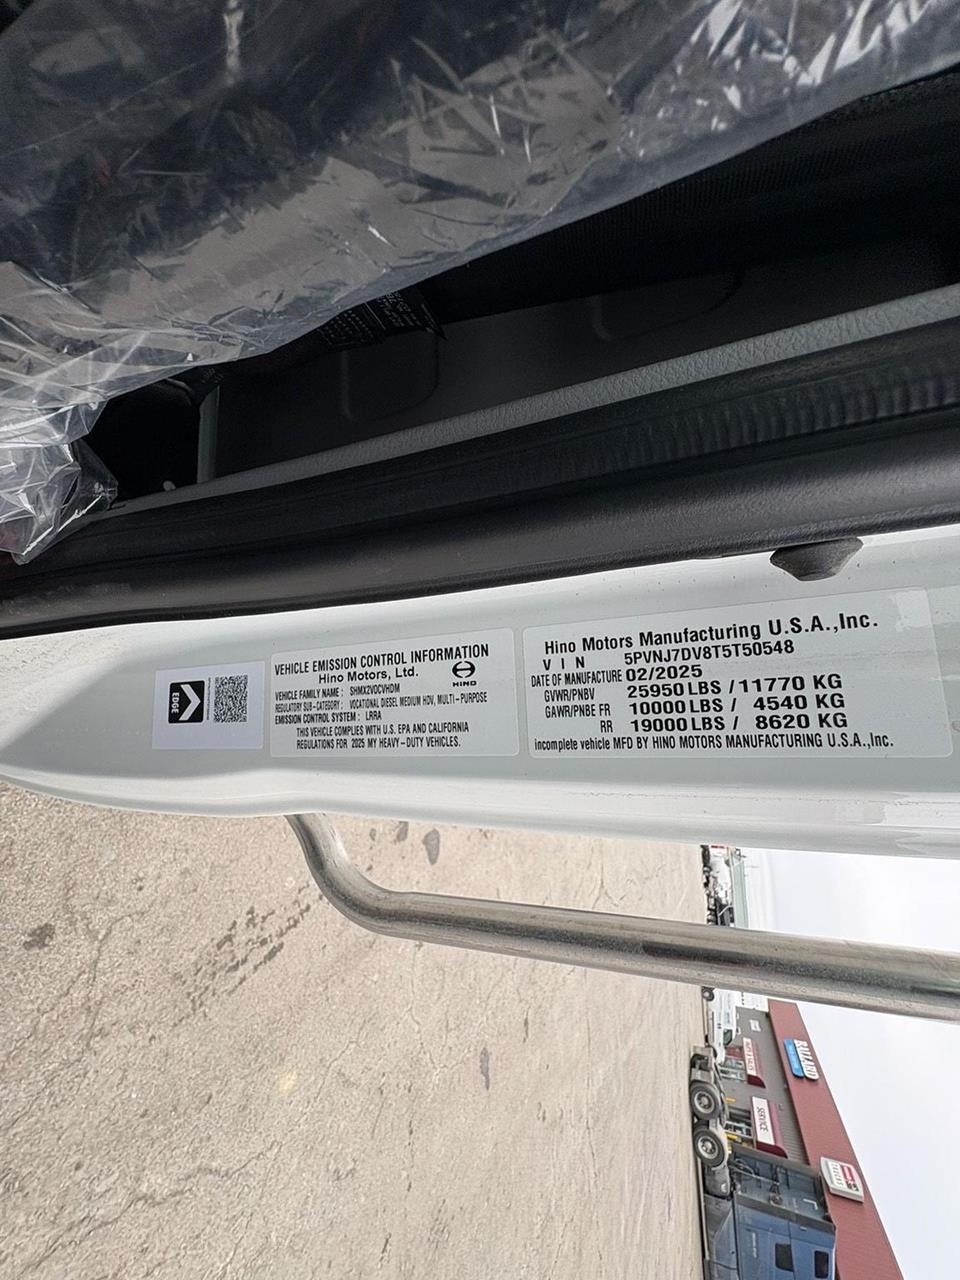 EDGE
VEHICLE EMISSION CONTROL INFORMATION
Hino Motors, Ltd.
HINO
VEHICLE FAMILY NAME : SHMX2VOCVHDM
REGULATORY SUB-CATEGORY : VOCATIONAL DIESEL MEDIUM HDV, MULTI-PURPOSE
EMISSION CONTROL SYSTEM : LRRA
THIS VEHICLE COMPLIES WITH U.S. EPA AND CALIFORNIA
REGULATIONS FOR 2025 MY HEAVY-DUTY VEHICLES.
Hino Motors Manufacturing U.S.A.,Inc.
VIN 5PVNJ7DV8T5T50548
DATE OF MANUFACTURE 02/2025
GVWR/PNBV 25950 LBS /11770 KG
GAWR/PNBE FR 10000 LBS / 4540 KG
RR 19000 LBS / 8620 KG
incomplete vehicle MFD BY HINO MOTORS MANUFACTURING U.S.A.,Inc.
SERVICE